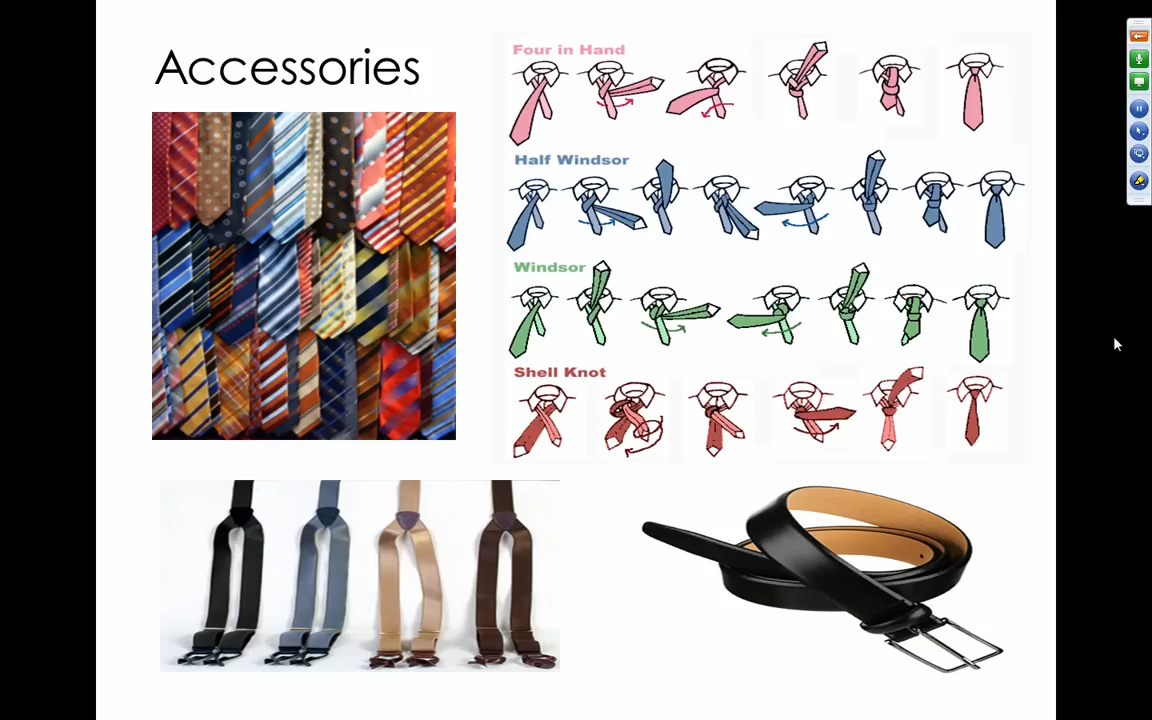 Accessories
Four in Hand
Half Windsor
Windsor
Shell Knot